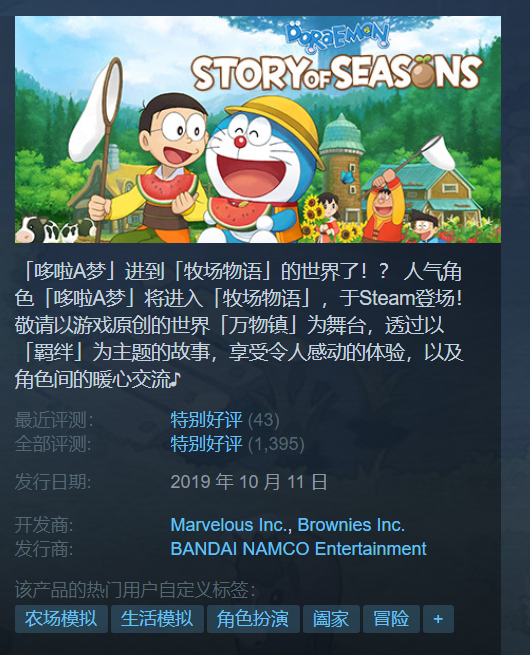 DORAEMON
STORY OF SEASONS
「哆啦A梦」进到「牧场物语」的世界了！？ 人气角
色「哆啦A梦」将进入「牧场物语」，于Steam登场！
敬请以游戏原创的世界「万物镇」为舞台，透过以
「羁绊」为主题的故事，享受令人感动的体验，以及
角色间的暖心交流♪
最近评测： 特别好评 (43)
全部评测: 特别好评 (1,395)
发行日期: 2019 年 10 月 11 日
开发商: Marvelous Inc., Brownies Inc.
发行商: BANDAI NAMCO Entertainment
该产品的热门用户自定义标签：
农场模拟 生活模拟 角色扮演 阖家 冒险 +